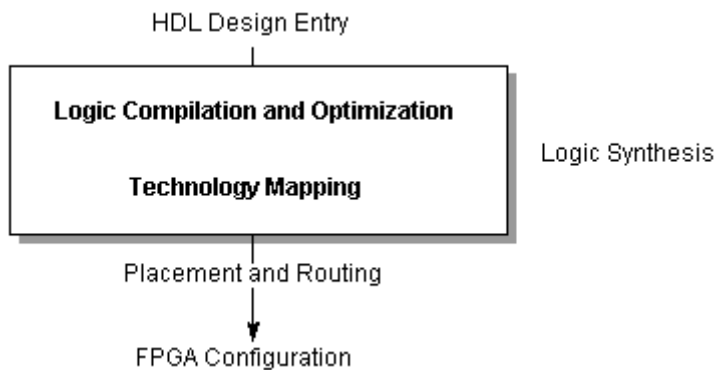 HDL Design Entry
Logic Compilation and Optimization
Logic Synthesis
Technology Mapping
Placement and Routing
FPGA Configuration